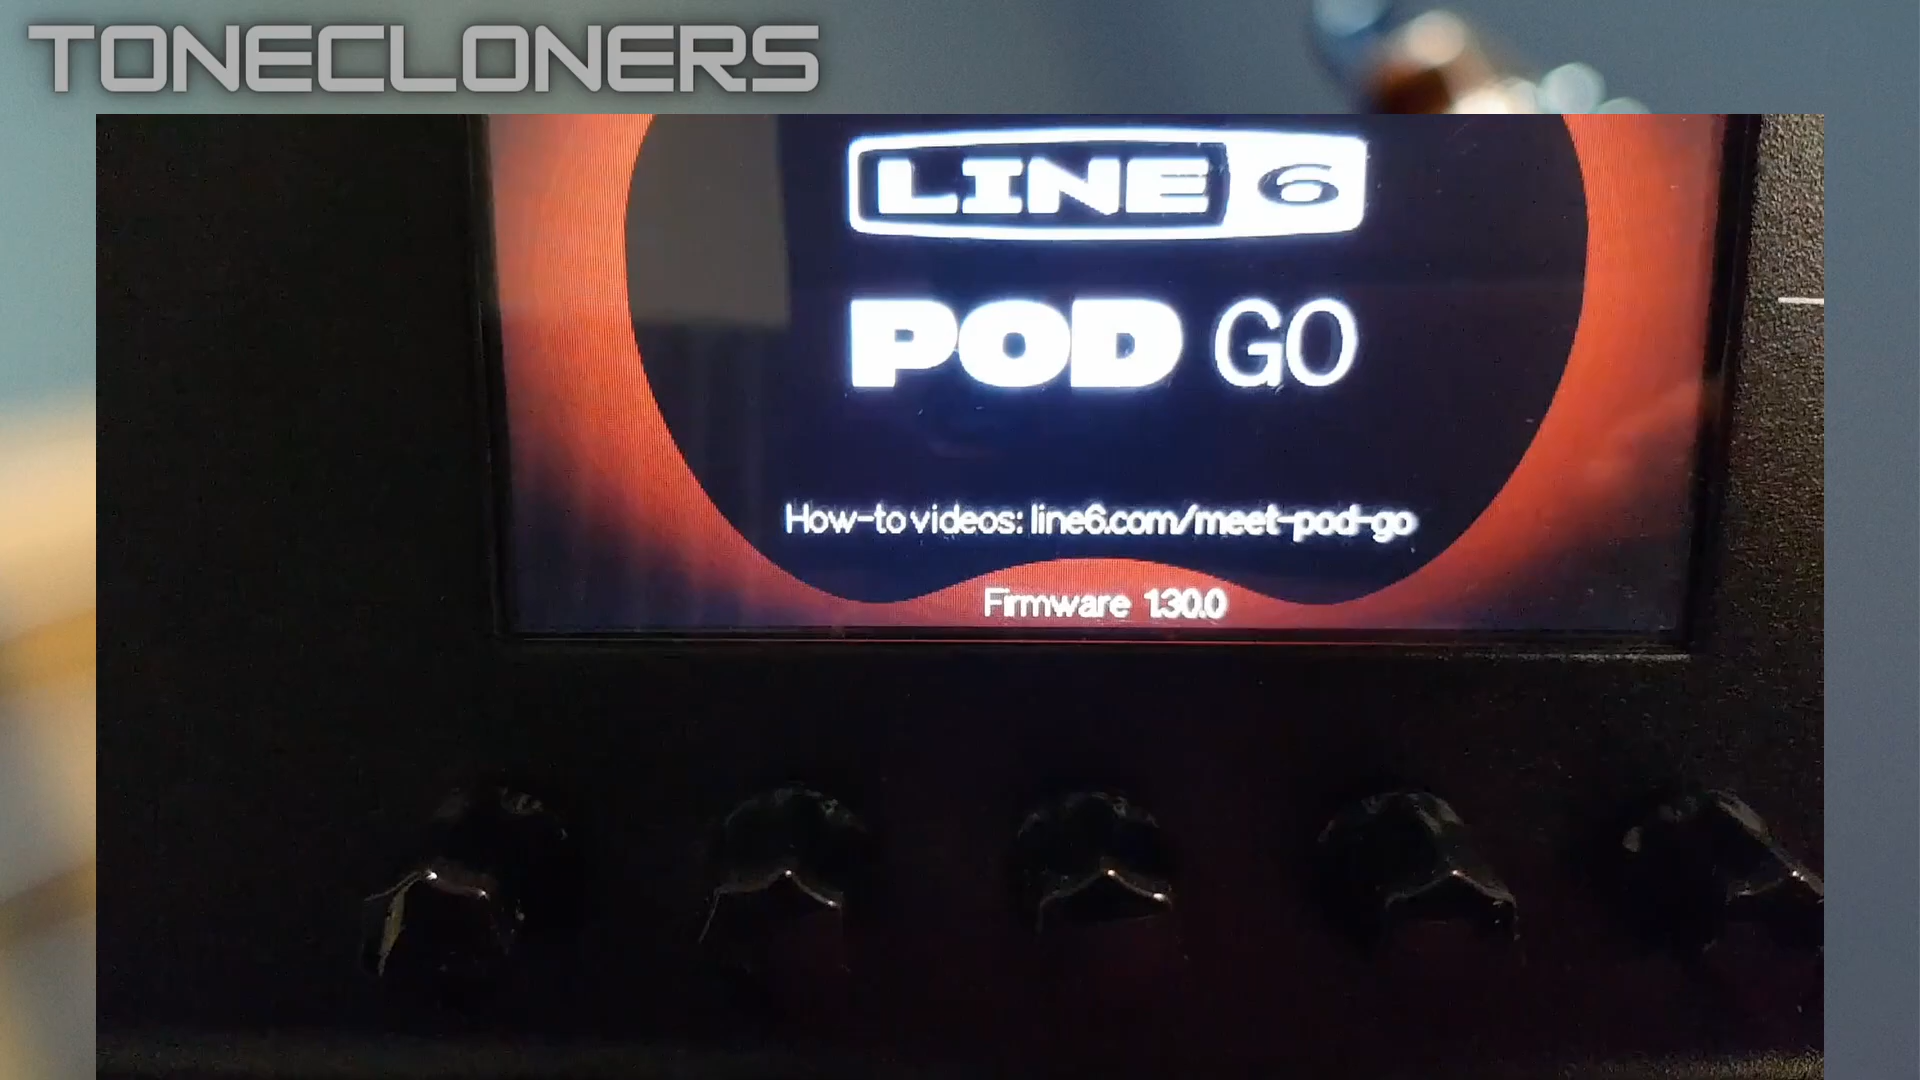 TONECLONERS
LINE 6
POD GO
How-to videos: line6.com/meet-pod-go
Firmware 1.30.0